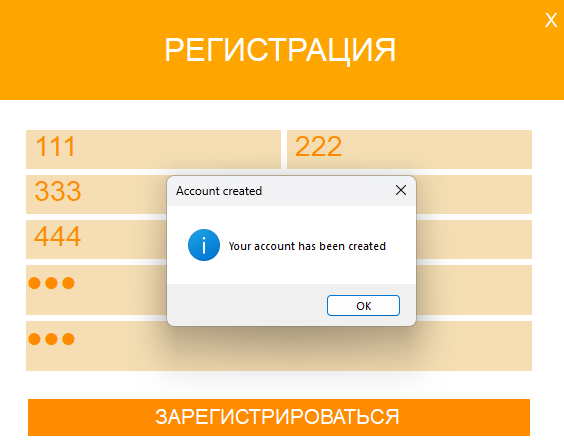 X
РЕГИСТРАЦИЯ
111 222
333
Account created
444
Your account has been created
OK
ЗАРЕГИСТРИРОВАТЬСЯ